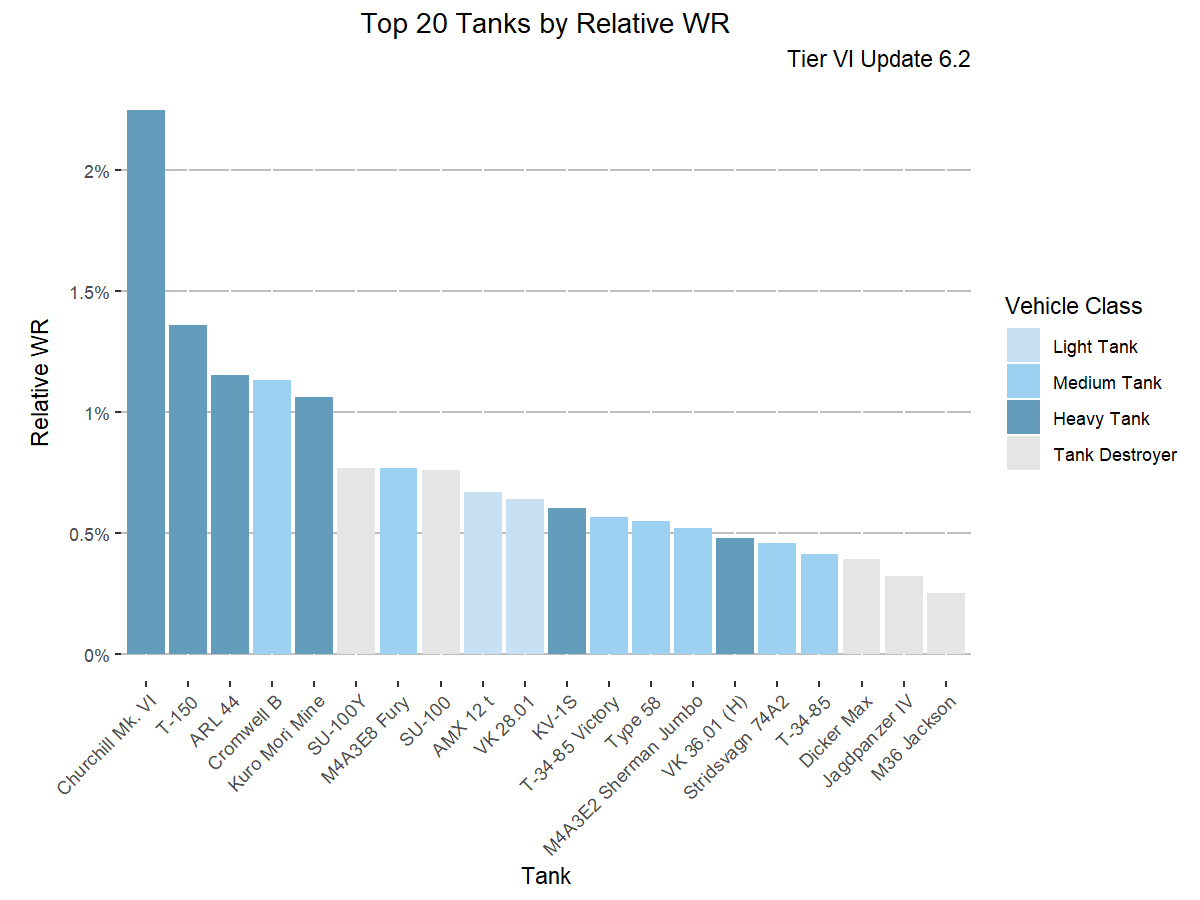 Top 20 Tanks by Relative WR
Tier VI Update 6.2
Relative WR
2%
1.5%
1%
0.5%
0%
Churchill Mk. VI
T-150
ARL 44
Cromwell B
Kuro Mori Mine
SU-100Y
M4A3E8 Fury
SU-100
AMX 12 t
VK 28.01
KV-1S
T-34-85 Victory
Type 58
M4A3E2 Sherman Jumbo
VK 36.01 (H)
Stridsvagn 74A2
T-34-85
Dicker Max
Jagdpanzer IV
M36 Jackson
Tank
Vehicle Class
Light Tank
Medium Tank
Heavy Tank
Tank Destroyer